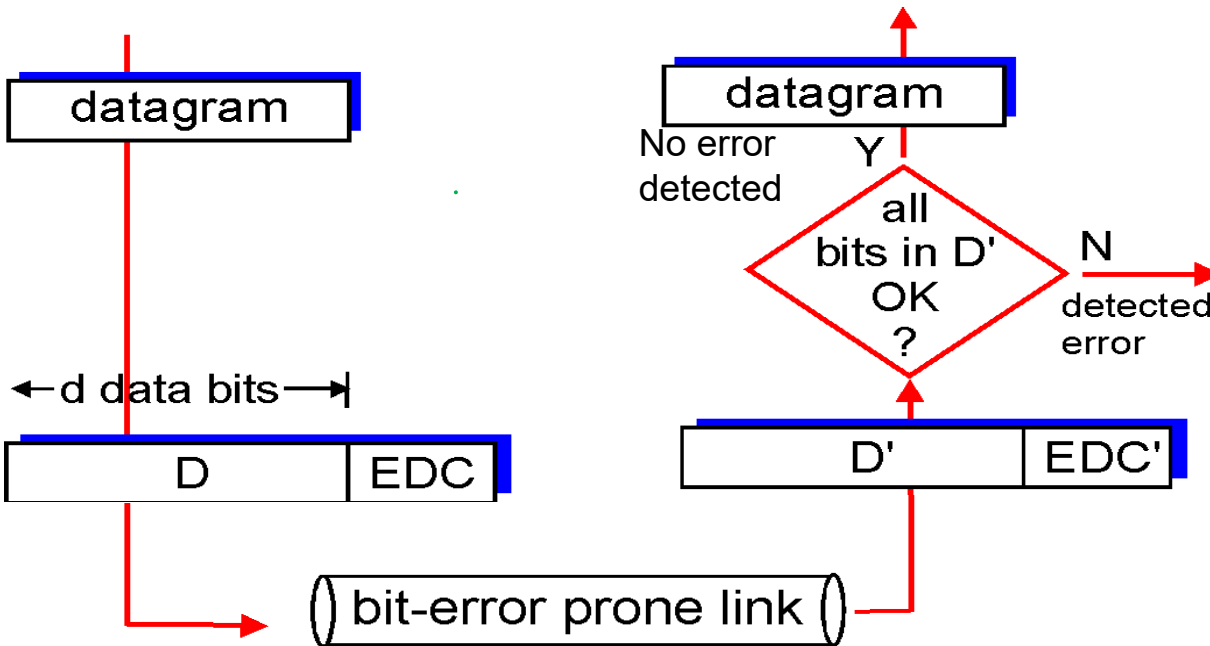 datagram
d data bits
D
EDC
bit-error prone link
datagram
No error
detected
Y
all
bits in D'
OK
?
N
detected
error
D'
EDC'